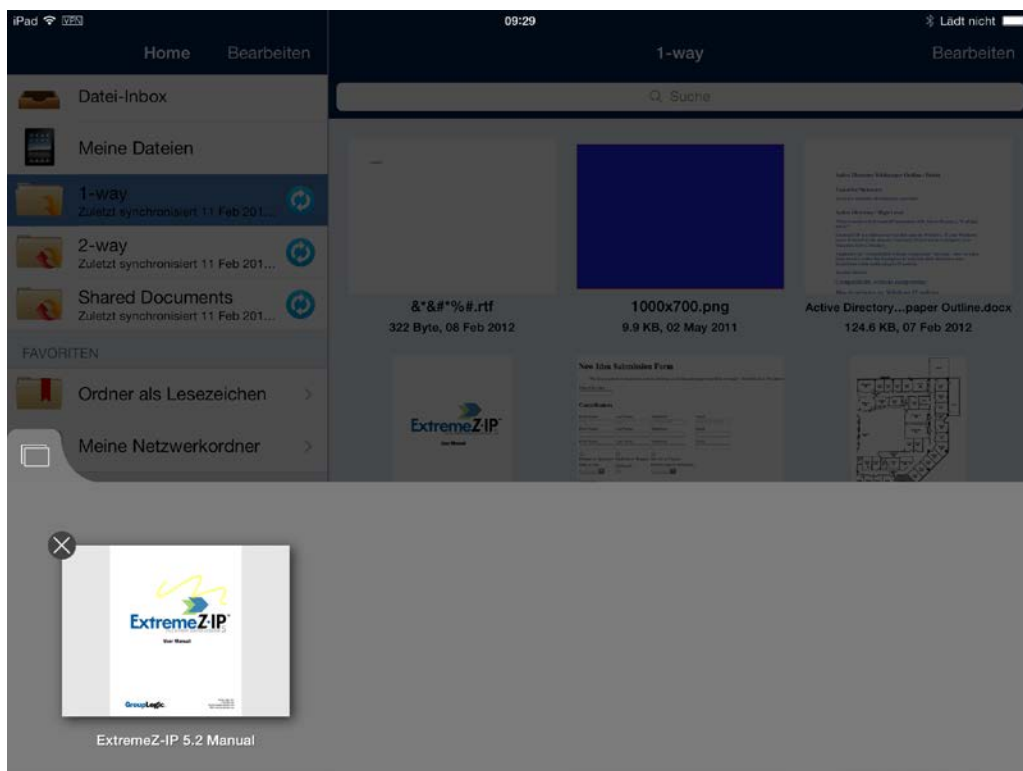 iPad VPN 09:29 Lädt nicht
Home Bearbeiten
1-way Bearbeiten
Suche
Datei-Inbox
Meine Dateien
1-way
Zuletzt synchronisiert 11 Feb 201...
2-way
Zuletzt synchronisiert 11 Feb 201...
Shared Documents
Zuletzt synchronisiert 11 Feb 201...
FAVORITEN
Ordner als Lesezeichen
Meine Netzwerkordner
&*&#*%#.rtf
322 Byte, 08 Feb 2012
1000x700.png
9.9 KB, 02 May 2011
Active Directory...paper Outline.docx
124.6 KB, 07 Feb 2012
ExtremeZ-IP
User Manual
New Idea Submission Form
ExtremeZ-IP
User Manual
GroupLogic
ExtremeZ-IP 5.2 Manual